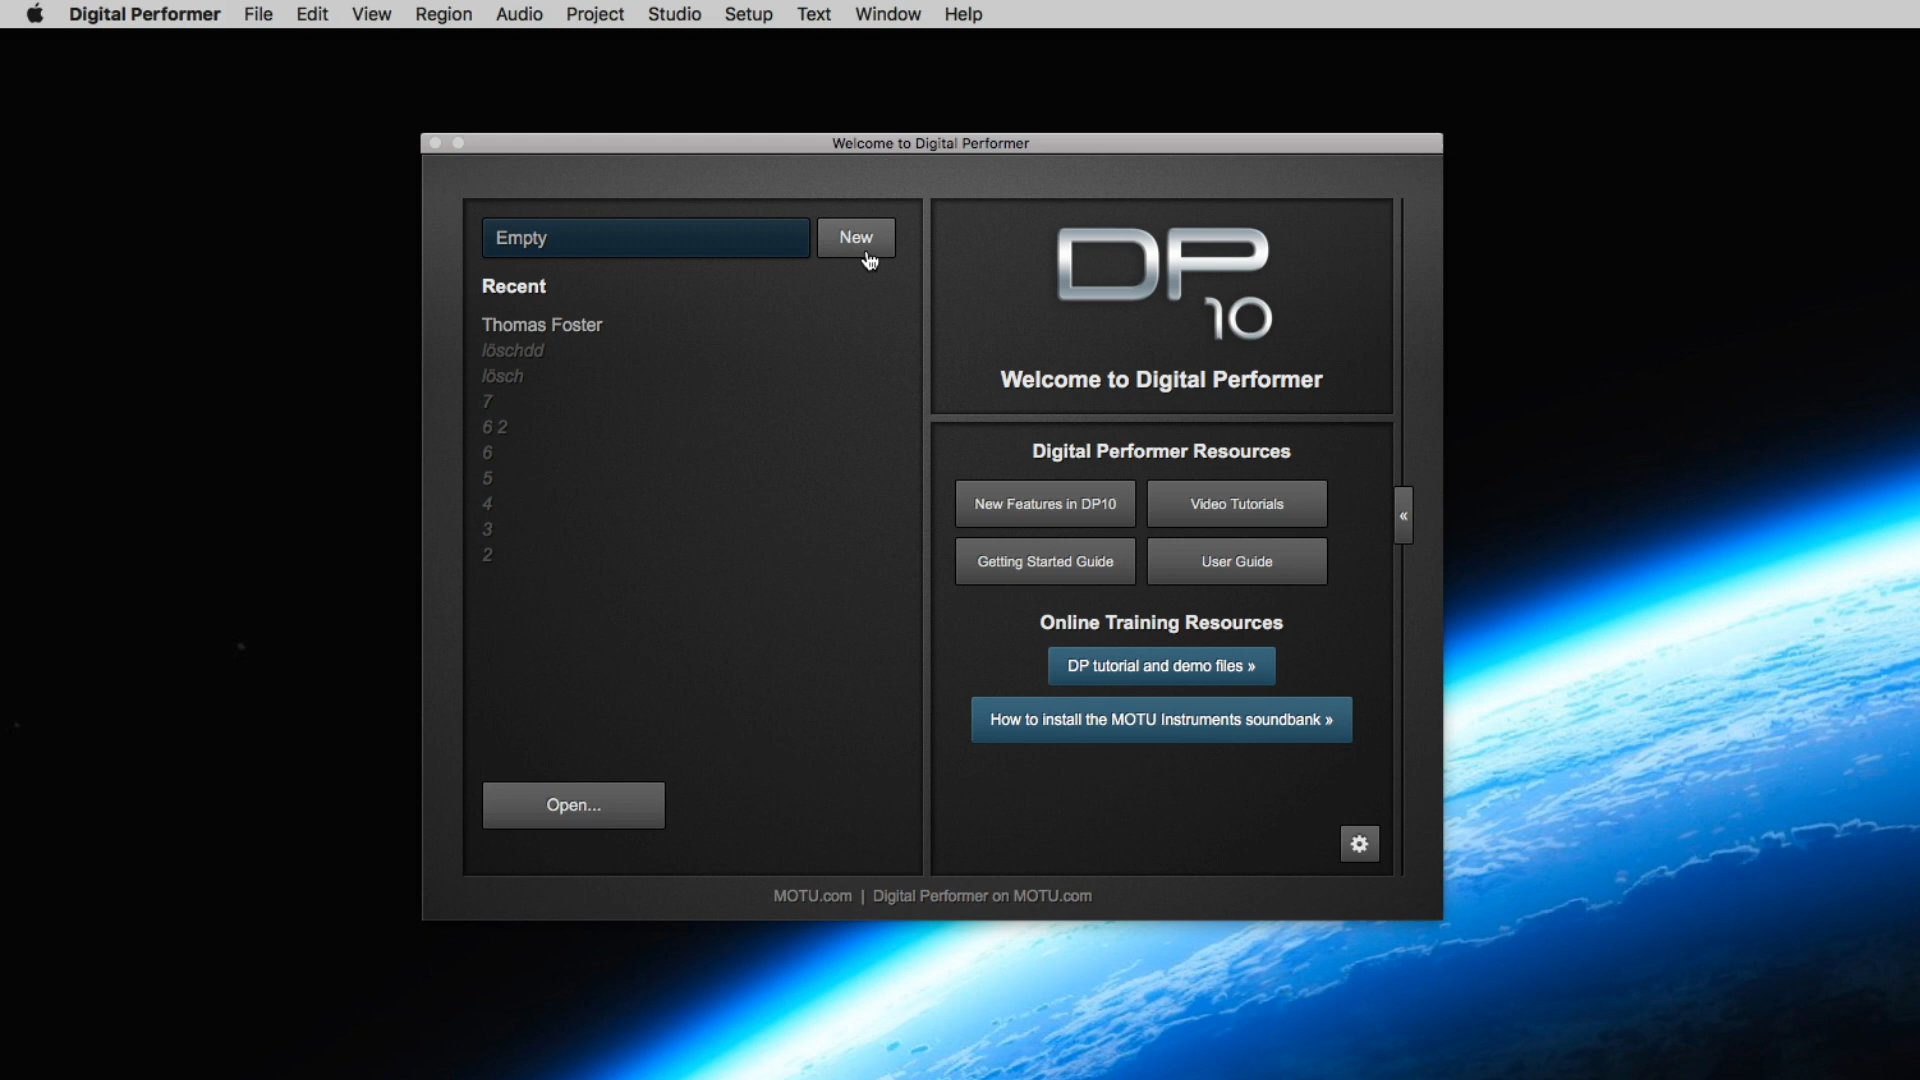 Digital Performer File Edit View Region Audio Project Studio Setup Text Window Help
Welcome to Digital Performer
Empty
New
Recent
Thomas Foster
löschdd
lösch
7
6 2
6
5
4
3
2
Open...
DP
10
Welcome to Digital Performer
Digital Performer Resources
New Features in DP10
Video Tutorials
Getting Started Guide
User Guide
Online Training Resources
DP tutorial and demo files »
How to install the MOTU Instruments soundbank »
«
MOTU.com | Digital Performer on MOTU.com